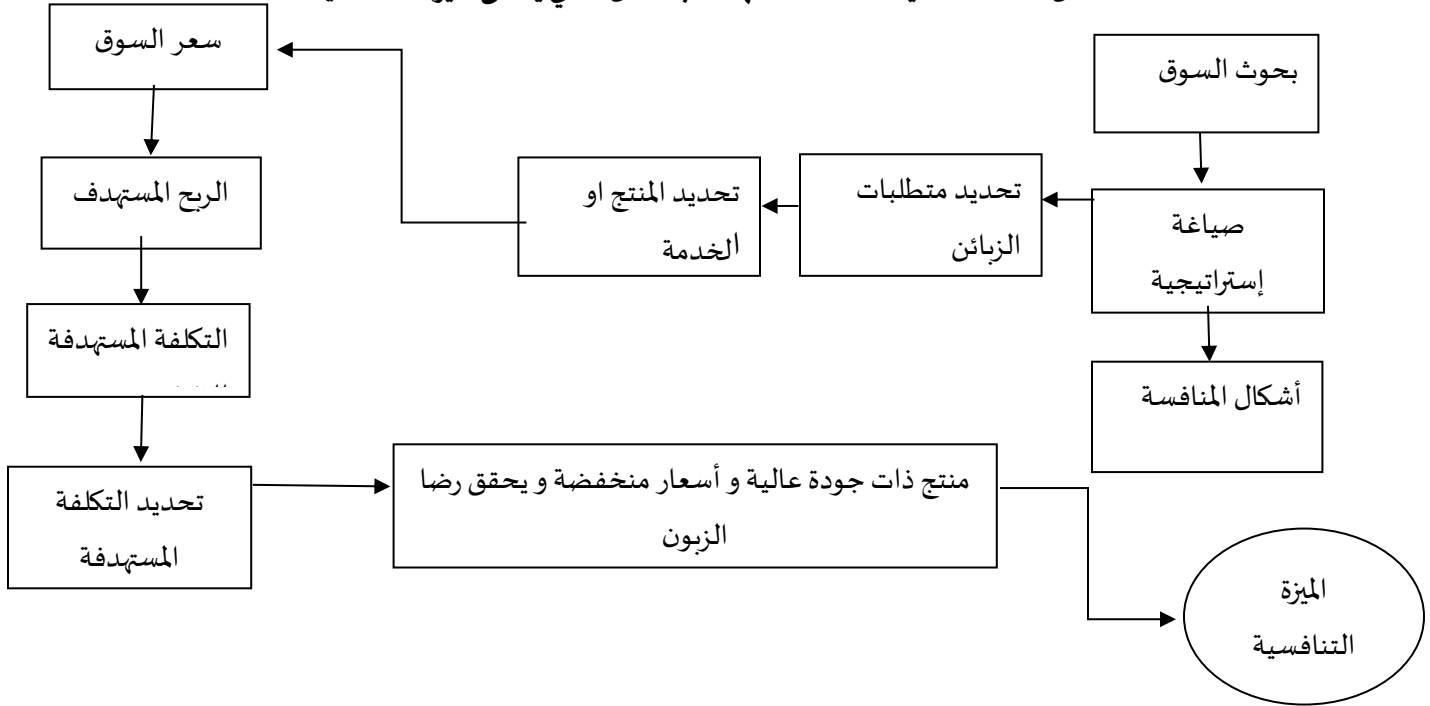 سعر السوق
بحوث السوق
الربح المستهدف
تحديد المنتج او
الخدمة
تحديد متطلبات
الزبائن
صياغة
إستراتيجية
التكلفة المستهدفة
أشكال المنافسة
تحديد التكلفة
المستهدفة
منتج ذات جودة عالية و أسعار منخفضة و يحقق رضا
الزبون
الميزة
التنافسية